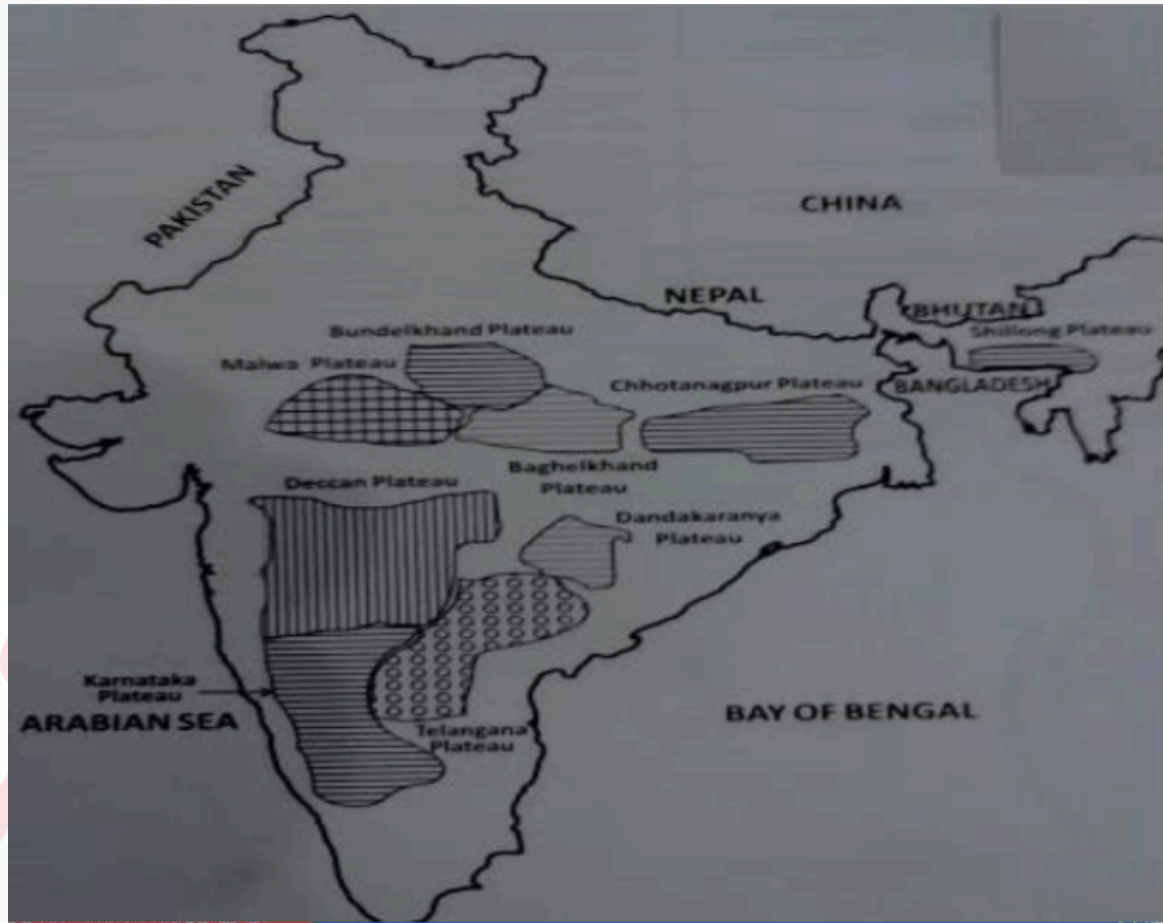 PAKISTAN
CHINA
NEPAL
BHUTAN
Bundelkhand Plateau
Shillong Plateau
Malwa Plateau
Chhotanagpur Plateau
BANGLADESH
Baghelkhand
Plateau
Deccan Plateau
Dandakaranya
Plateau
Karnataka
Plateau
ARABIAN SEA
Telangana
Plateau
BAY OF BENGAL